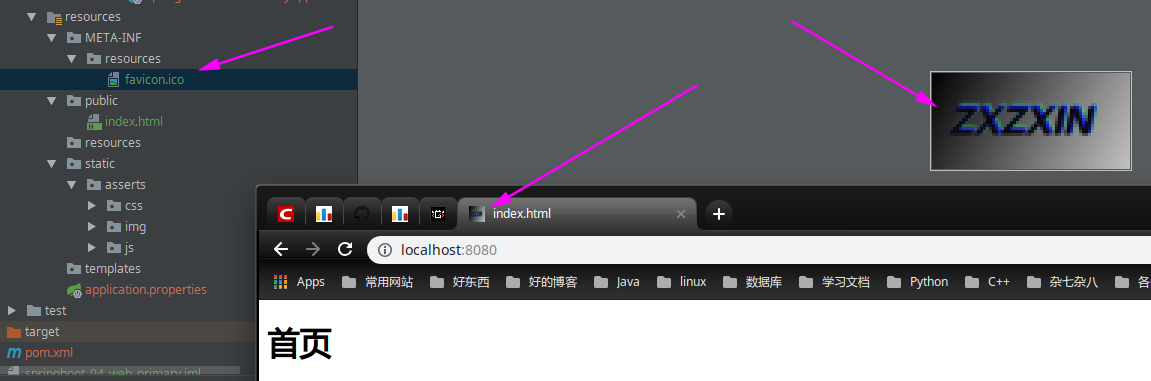 resources
META-INF
resources
favicon.ico
public
index.html
resources
static
asserts
css
img
js
templates
application.properties
test
target
pom.xml
springboot_04_web_primary.iml
ZXZXIN
index.html
localhost:8080
Apps 常用网站 好东西 好的博客 Java linux 数据库 学习文档 Python C++ 杂七杂八 各
首页